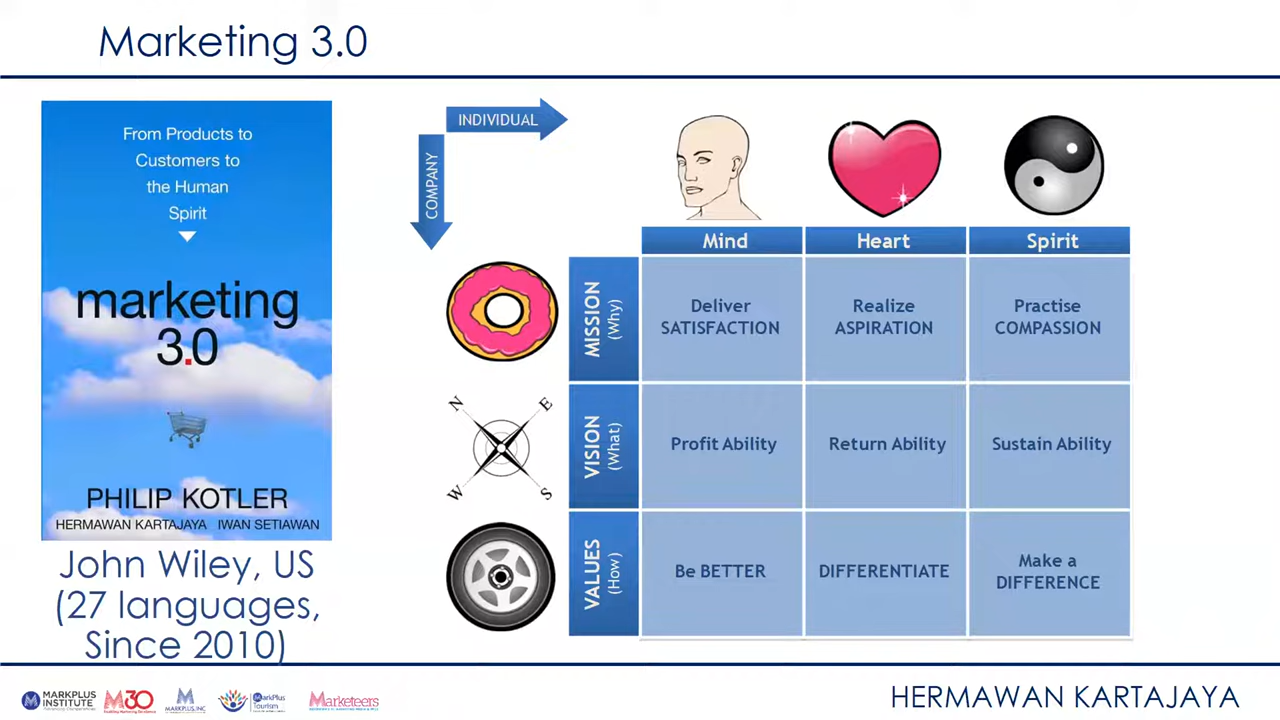 Marketing 3.0
From Products to
Customers to
the Human
Spirit
marketing
3.0
PHILIP KOTLER
HERMAWAN KARTAJAYA IWAN SETIAWAN
John Wiley, US
(27 languages,
Since 2010)
INDIVIDUAL
COMPANY
Mind
Heart
Spirit
MISSION
(Why)
Deliver
SATISFACTION
Realize
ASPIRATION
Practise
COMPASSION
N
E
W
S
VISION
(What)
Profit Ability
Return Ability
Sustain Ability
VALUES
(How)
Be BETTER
DIFFERENTIATE
Make a
DIFFERENCE
MARKPLUS
INSTITUTE
M30
MARKPLUS, INC
MarkPlus
Tourism
Marketeers
HERMAWAN KARTAJAYA